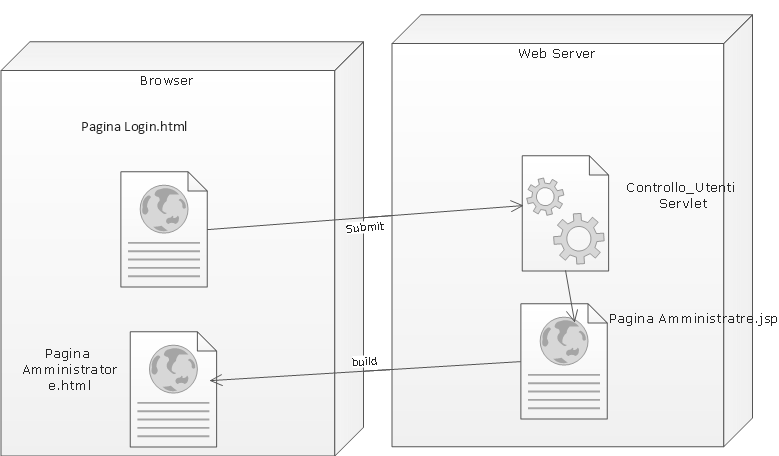 Web Server
Browser
Pagina Login.html
Controllo_Utenti
Servlet
Submit
Pagina Amministratre.jsp
Pagina
Amministrator
e.html
build